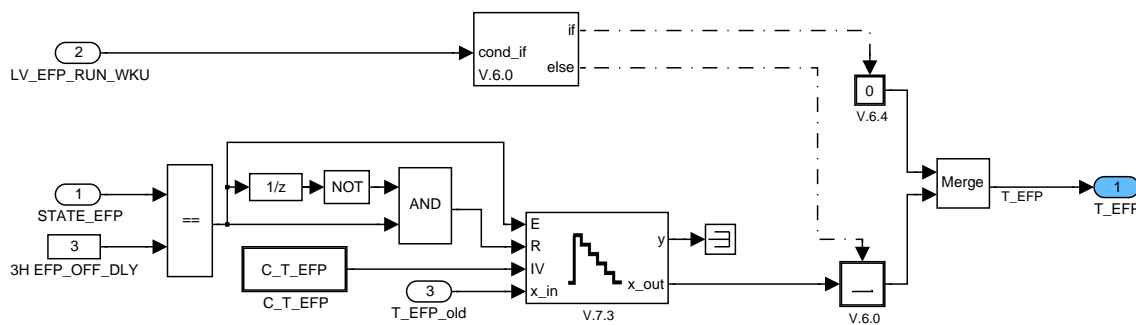 if
cond_if
2
LV_EFP_RUN_WKU
V.6.0
else
0
V.6.4
1/z
NOT
AND
Merge
1
STATE_EFP
==
T_EFP
1
T_EFP
3
3H EFP_OFF_DLY
E
R
IV
x_in
y
x_out
C_T_EFP
C_T_EFP
3
T_EFP_old
V.7.3
V.6.0